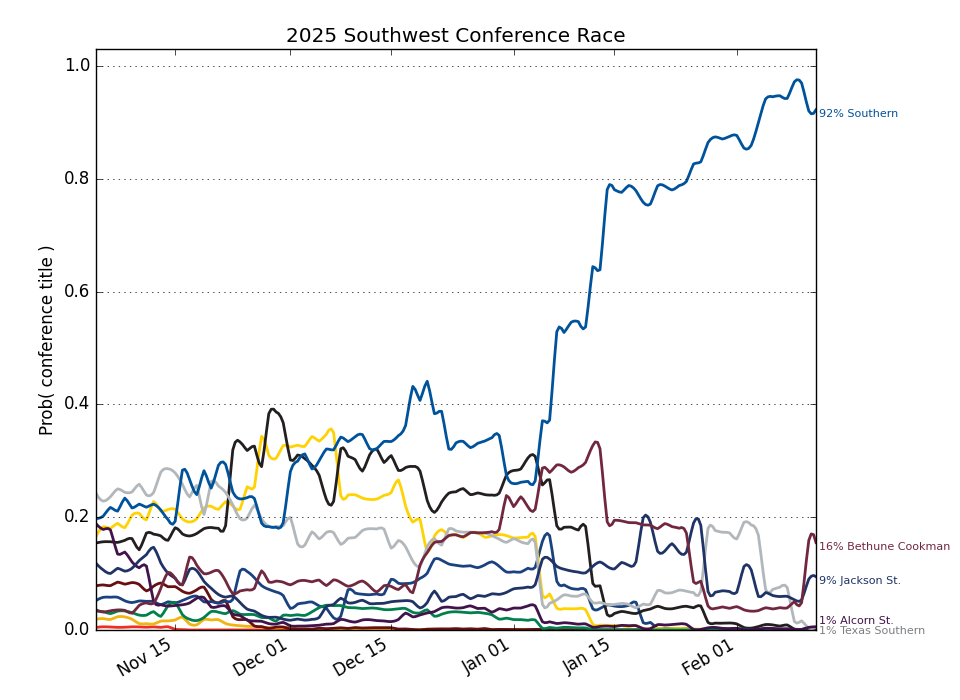 2025 Southwest Conference Race
Prob( conference title )
1.0
0.8
0.6
0.4
0.2
0.0
Nov 15
Dec 01
Dec 15
Jan 01
Jan 15
Feb 01
92% Southern
16% Bethune Cookman
9% Jackson St.
1% Alcorn St.
1% Texas Southern